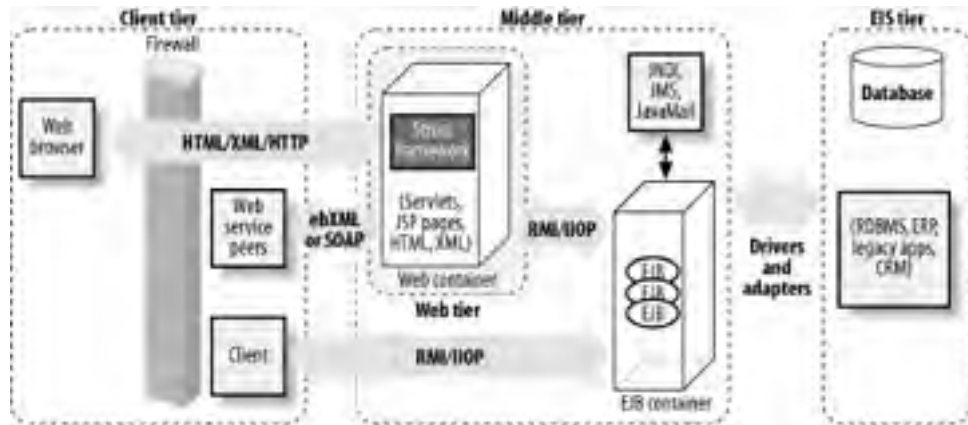 Client tier
Middle tier
EIS tier
Firewall
Web
browser
HTML/XML/HTTP
Web
service
peers
ebXML
or SOAP
Client
Struts
framework
(Servlets,
JSP pages,
HTML, XML)
Web container
Web tier
RMI/IIOP
RMI/IIOP
JNDI,
JMS,
JavaMail
EJB
EJB
EJB
EJB container
Drivers
and
adapters
Database
(RDBMS, ERP,
legacy apps,
CRM)